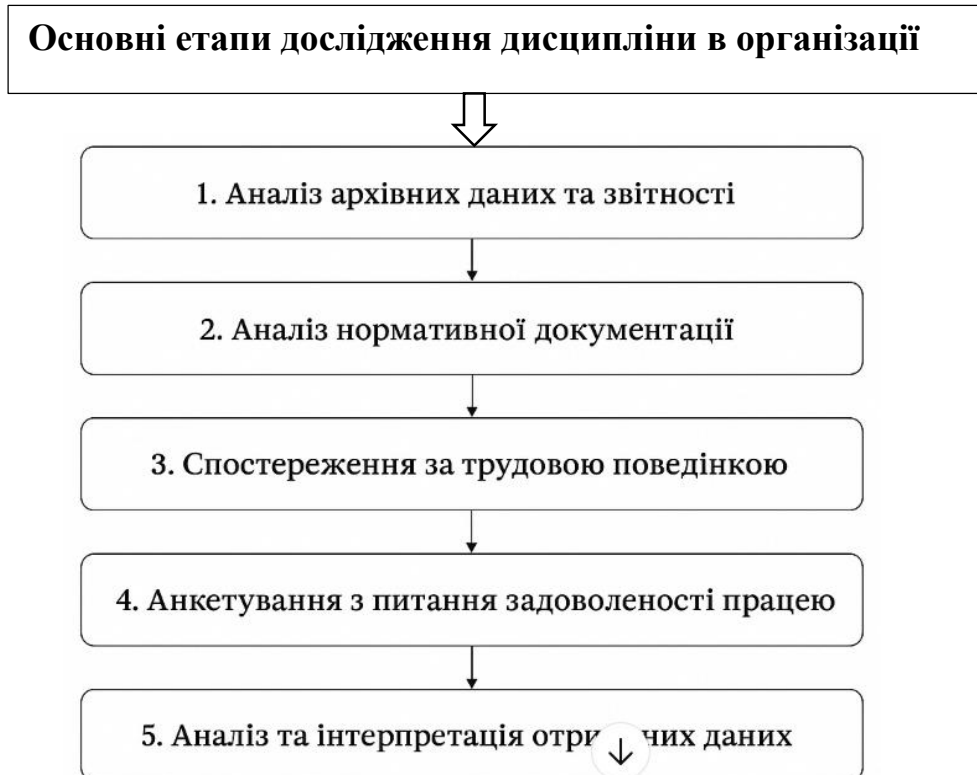 Основні етапи дослідження дисципліни в організації
1. Аналіз архівних даних та звітності
2. Аналіз нормативної документації
3. Спостереження за трудовою поведінкою
4. Анкетування з питання задоволеності працею
5. Аналіз та інтерпретація даних